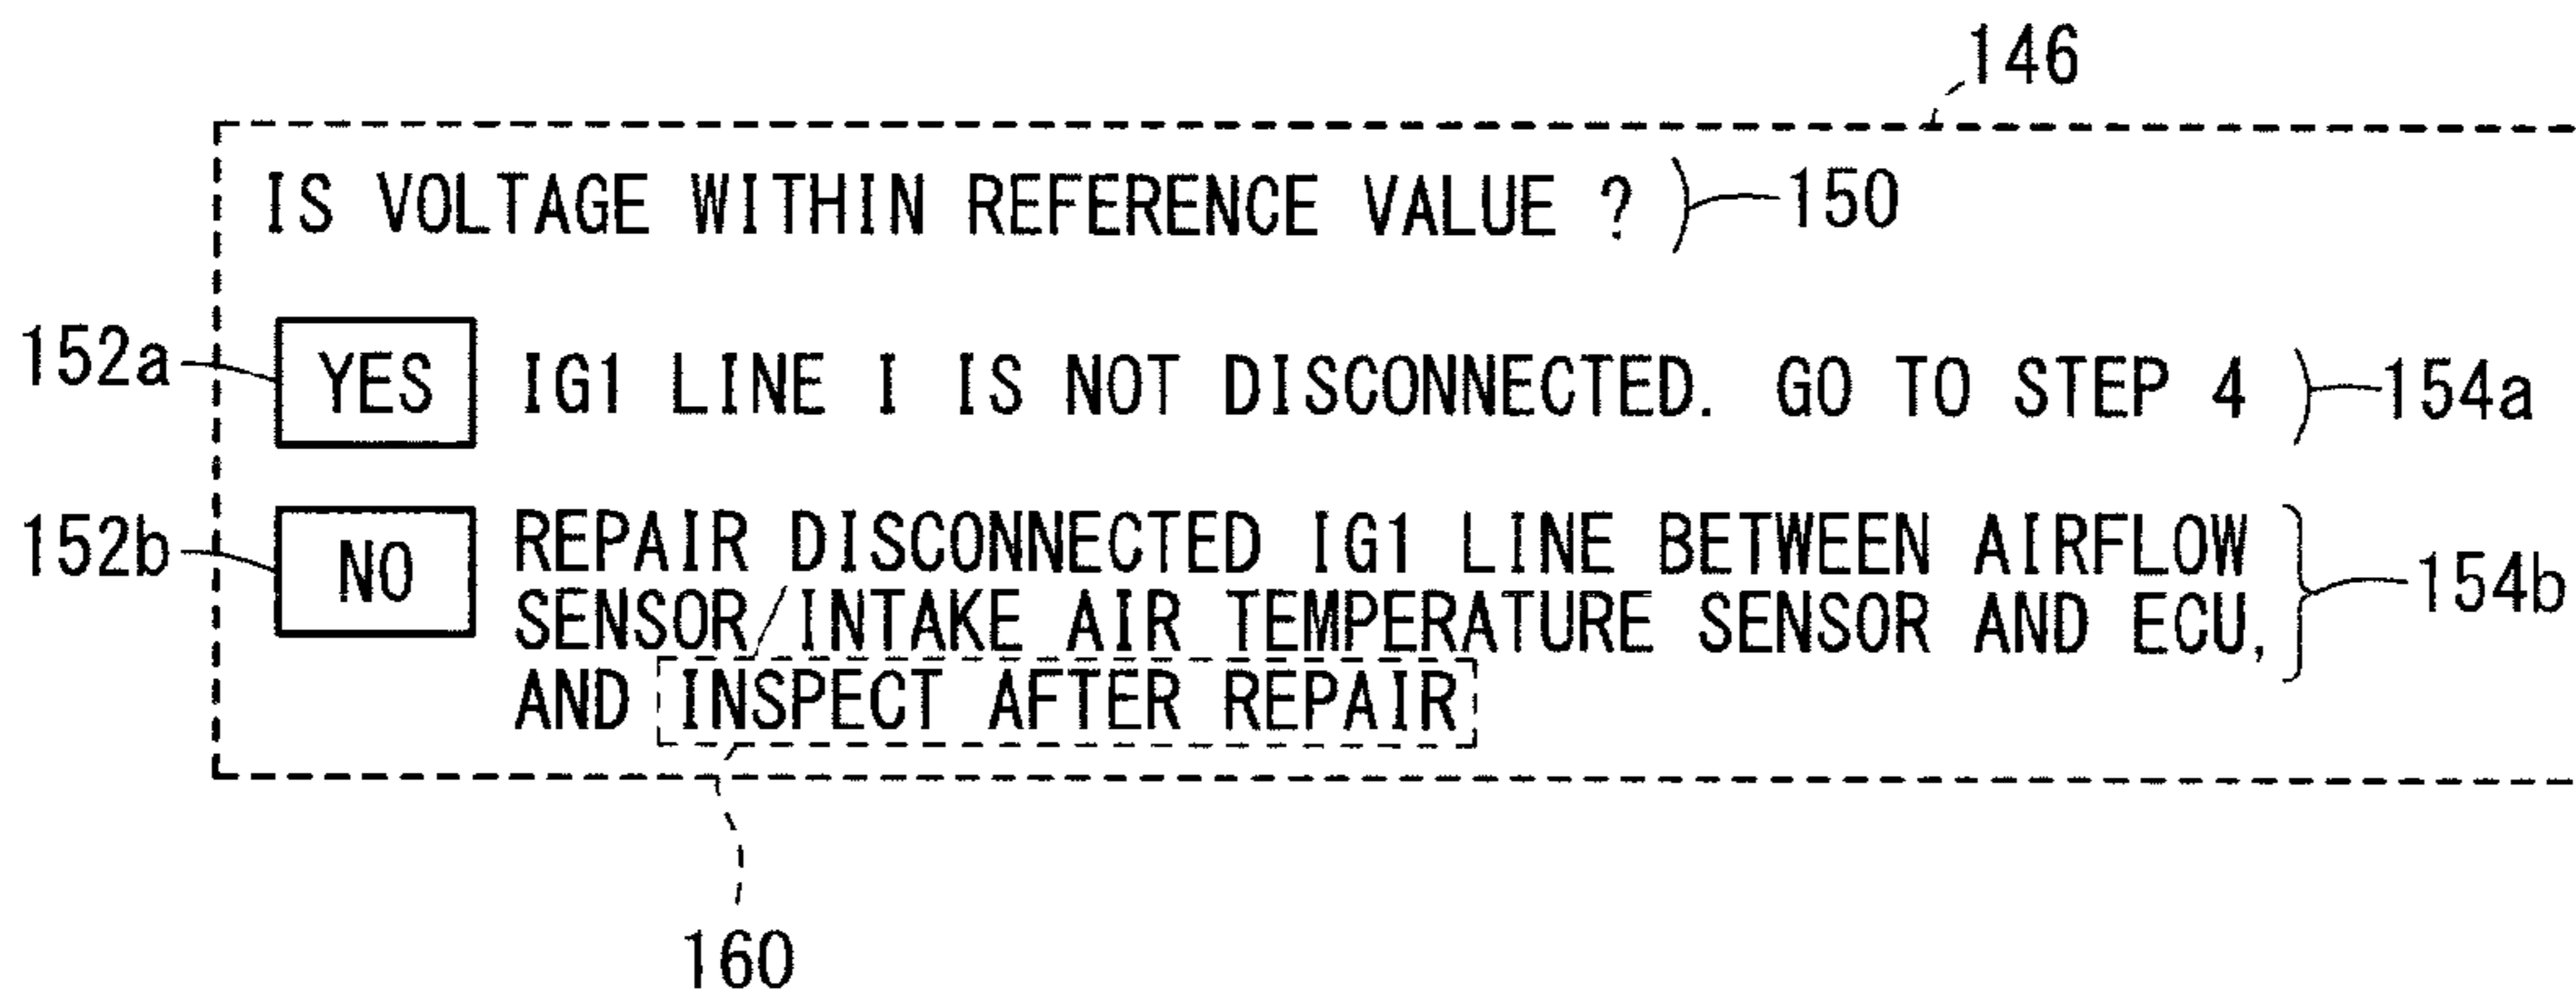 146
IS VOLTAGE WITHIN REFERENCE VALUE ? 150
152a YES IG1 LINE I IS NOT DISCONNECTED. GO TO STEP 4 154a
152b NO REPAIR DISCONNECTED IG1 LINE BETWEEN AIRFLOW
SENSOR/INTAKE AIR TEMPERATURE SENSOR AND ECU, 154b
AND INSPECT AFTER REPAIR
160